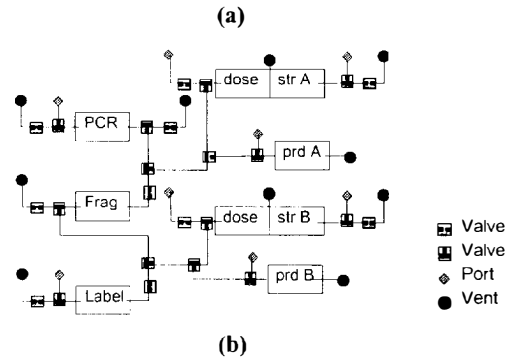 (a)
dose str A
PCR
prd A
Frag
dose str B
Valve
Valve
Port
Vent
prd B
Label
(b)